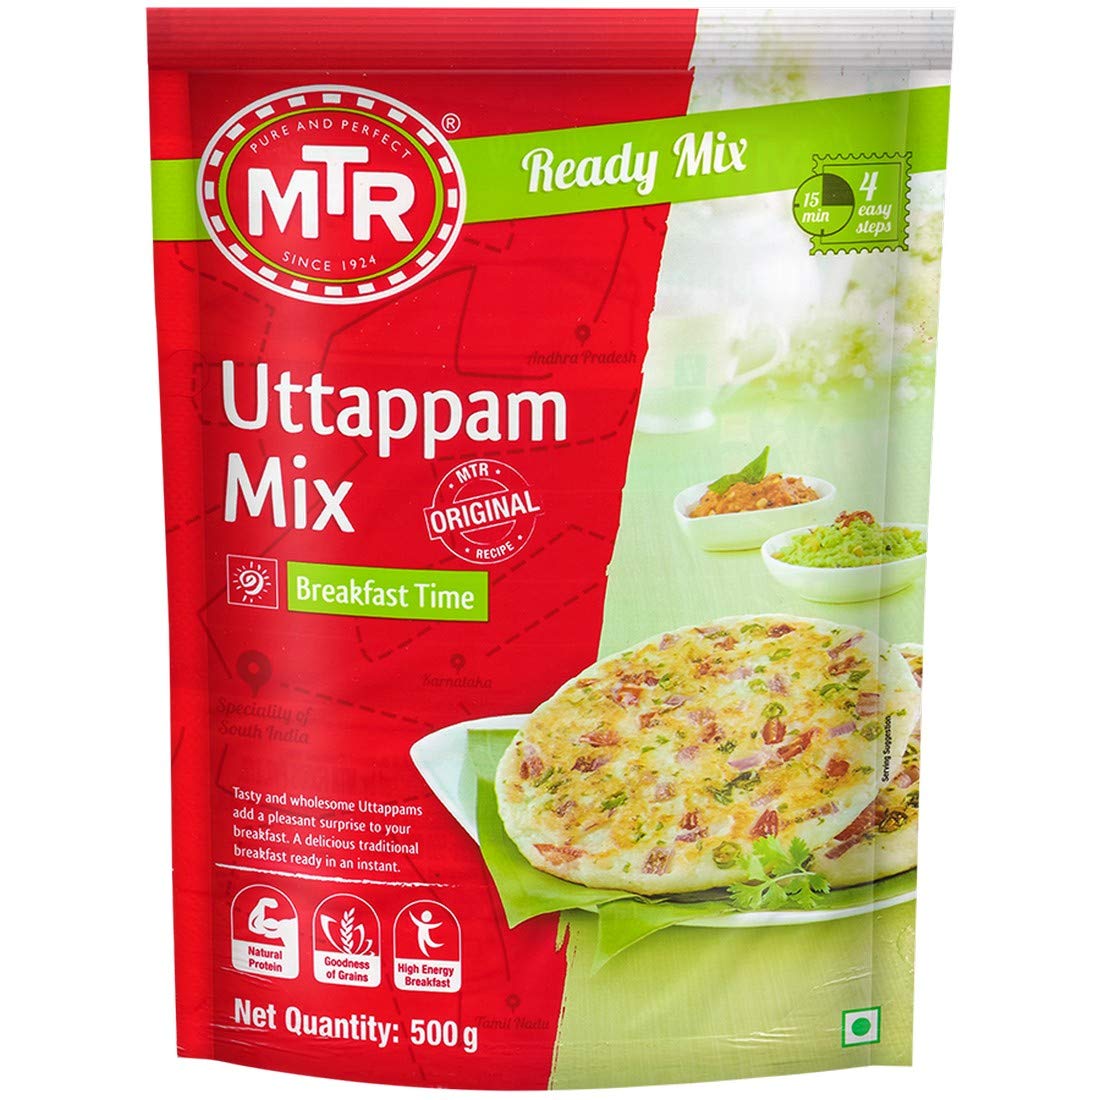 PURE AND PERFECT
MTR
®
SINCE 1924
Ready Mix
15
min
4
easy
steps
Andhra Pradesh
Uttappam
Mix
MTR
ORIGINAL
RECIPE
Breakfast Time
Karnataka
Speciality of
South India
Serving Suggestion.
Tasty and wholesome Uttappams
add a pleasant surprise to your
breakfast. A delicious traditional
breakfast ready in an instant.
Natural
Protein
Goodness
of Grains
High Energy
Breakfast
Net Quantity: 500 g
Tamil Nadu